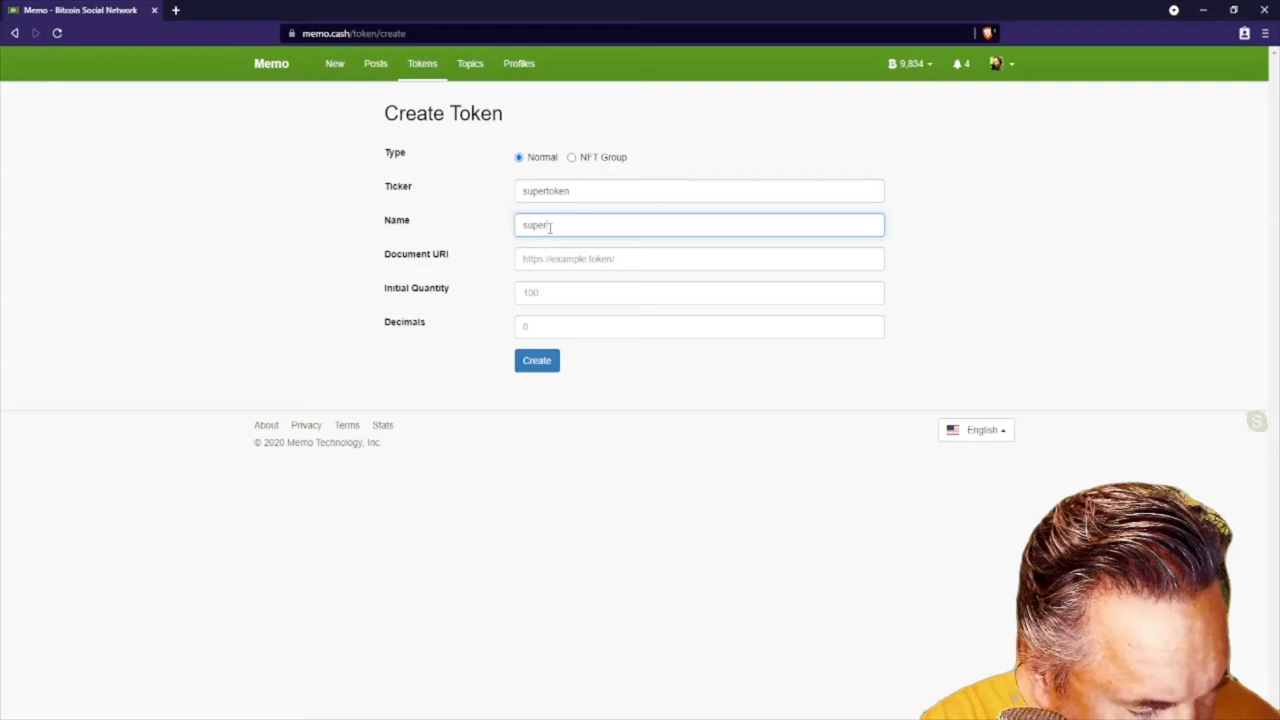 Memo - Bitcoin Social Network
memo.cash/token/create
Memo New Posts Tokens Topics Profiles 9,834 4
Create Token
Type Normal NFT Group
Ticker supertoken
Name super
Document URI https://example.token/
Initial Quantity 100
Decimals 0
Create
About Privacy Terms Stats English
© 2020 Memo Technology, Inc.